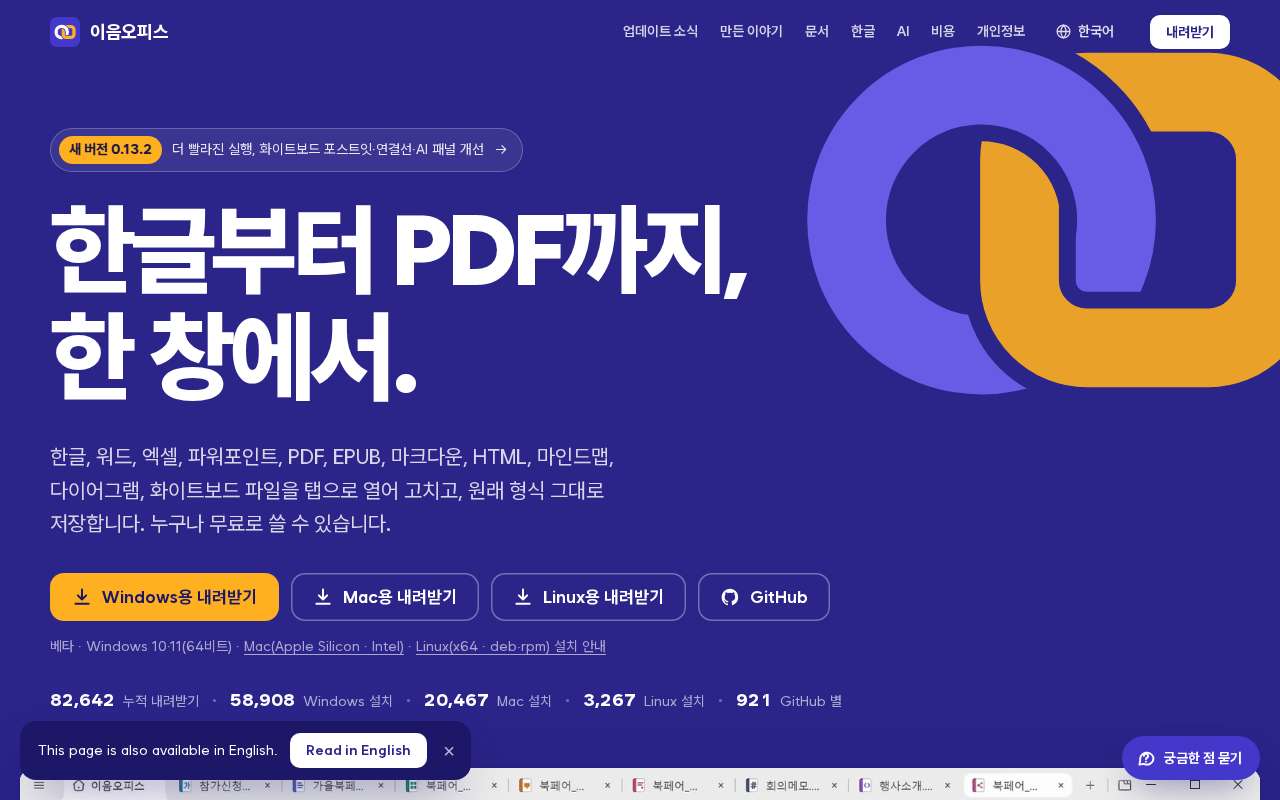 이음오피스
업데이트 소식 만든 이야기 문서 한글 AI 비용 개인정보 한국어 내려받기
새 버전 0.13.2 더 빨라진 실행, 화이트보드 포스트잇·연결선·AI 패널 개선 →
한글부터 PDF까지,
한 창에서.
한글, 워드, 엑셀, 파워포인트, PDF, EPUB, 마크다운, HTML, 마인드맵,
다이어그램, 화이트보드 파일을 탭으로 열어 고치고, 원래 형식 그대로
저장합니다. 누구나 무료로 쓸 수 있습니다.
Windows용 내려받기 Mac용 내려받기 Linux용 내려받기 GitHub
베타 · Windows 10·11(64비트) · Mac(Apple Silicon · Intel) · Linux(x64 · deb·rpm) 설치 안내
82,642 누적 내려받기 · 58,908 Windows 설치 · 20,467 Mac 설치 · 3,267 Linux 설치 · 921 GitHub 별
This page is also available in English. Read in English ×
궁금한 점 묻기
이음오피스 참가신청... × 가을북페... × 북페어_... × 북페어_... × 북페어_... × 회의메모.... × 행사소개.... × 북페어_... × +